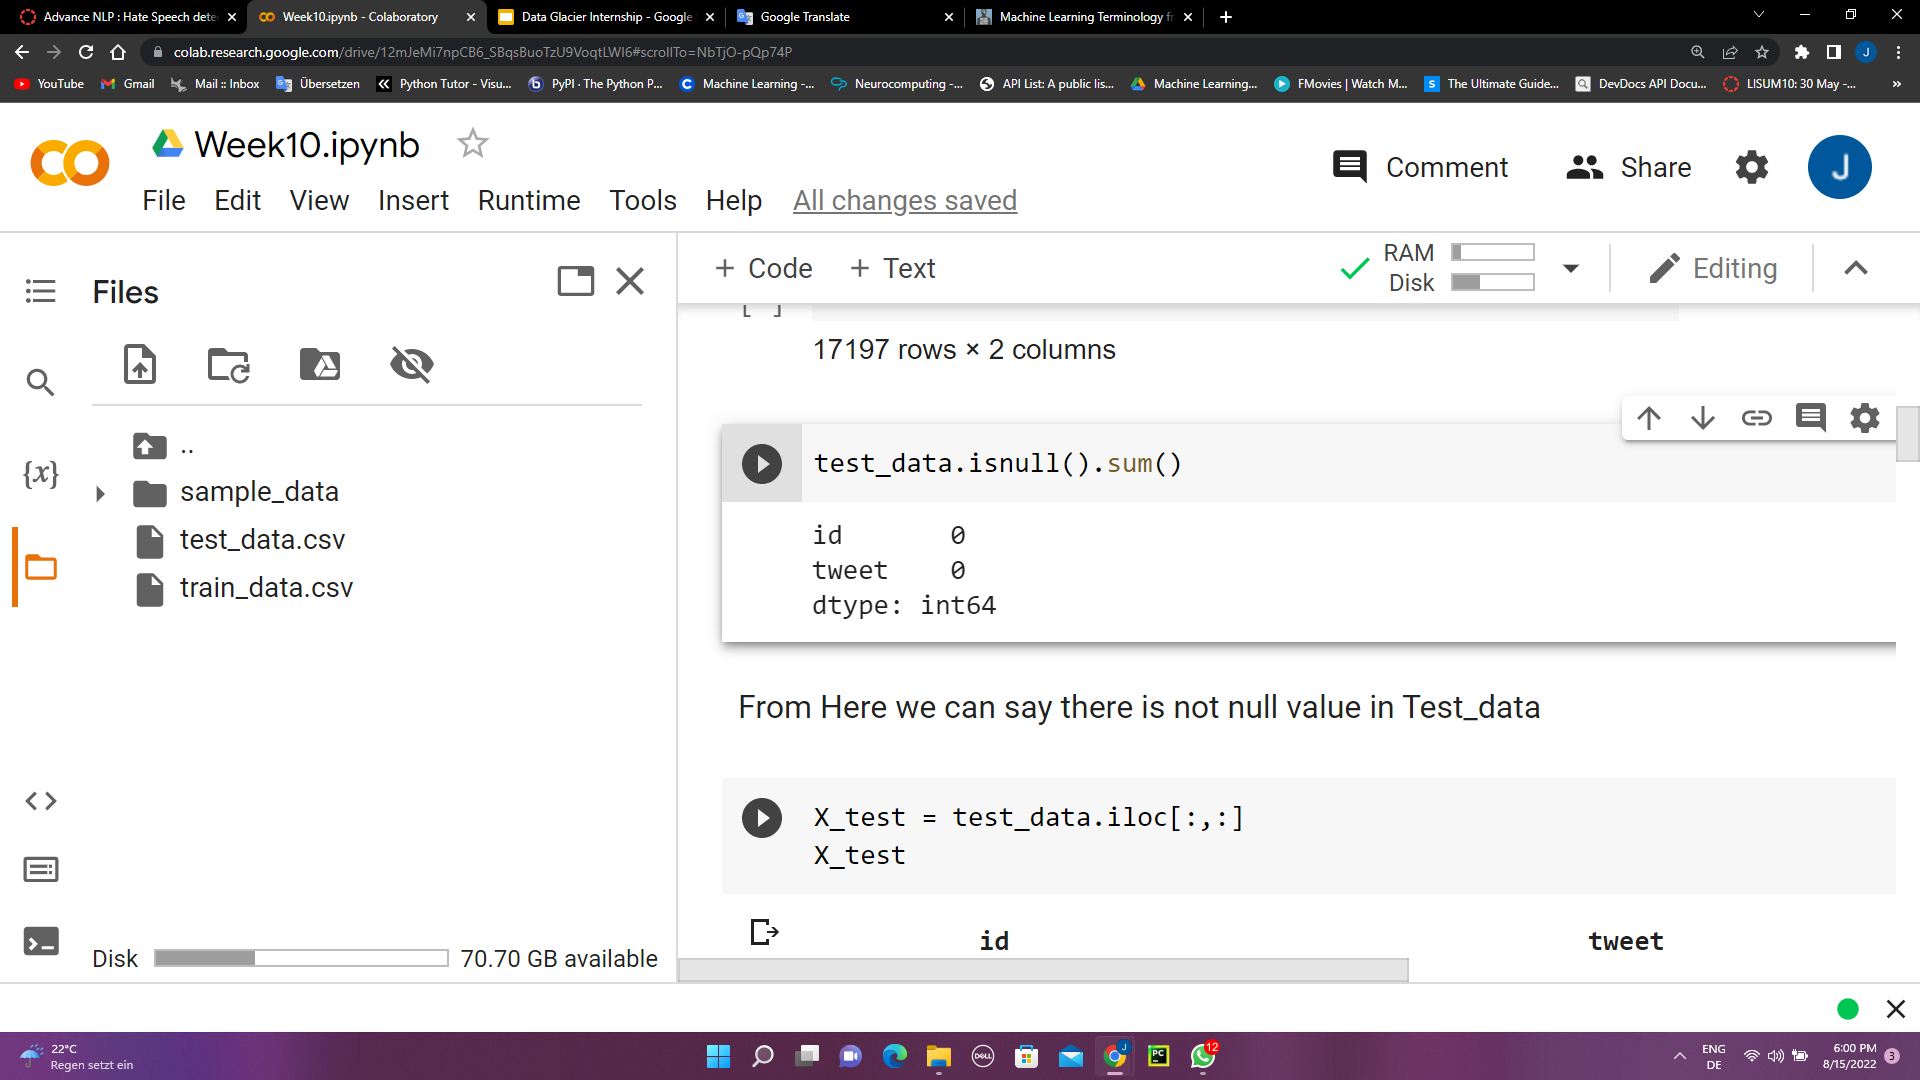 Advance NLP : Hate Speech dete
Week10.ipynb - Colaboratory
Data Glacier Internship - Google
Google Translate
Machine Learning Terminology f
colab.research.google.com/drive/12mJeMi7npCB6_SBqsBuoTzU9VoqtLWI6#scrollTo=NbTjO-pQp74P
J
YouTube
Gmail
Mail :: Inbox
Übersetzen
Python Tutor - Visu...
PyPI · The Python P...
Machine Learning -...
Neurocomputing -...
API List: A public lis...
Machine Learning...
FMovies | Watch M...
The Ultimate Guide...
DevDocs API Docu...
LISUM10: 30 May -...
»
Week10.ipynb
Comment
Share
J
File Edit View Insert Runtime Tools Help All changes saved
Files
+ Code + Text
RAM
Disk
Editing
[ ]
17197 rows × 2 columns
..
sample_data
test_data.csv
train_data.csv
{x}
test_data.isnull().sum()
id 0
tweet 0
dtype: int64
From Here we can say there is not null value in Test_data
X_test = test_data.iloc[:,:]
X_test
id tweet
Disk 70.70 GB available
22°C
Regen setzt ein
DELL
J
PC
12
ENG
DE
6:00 PM
8/15/2022
3